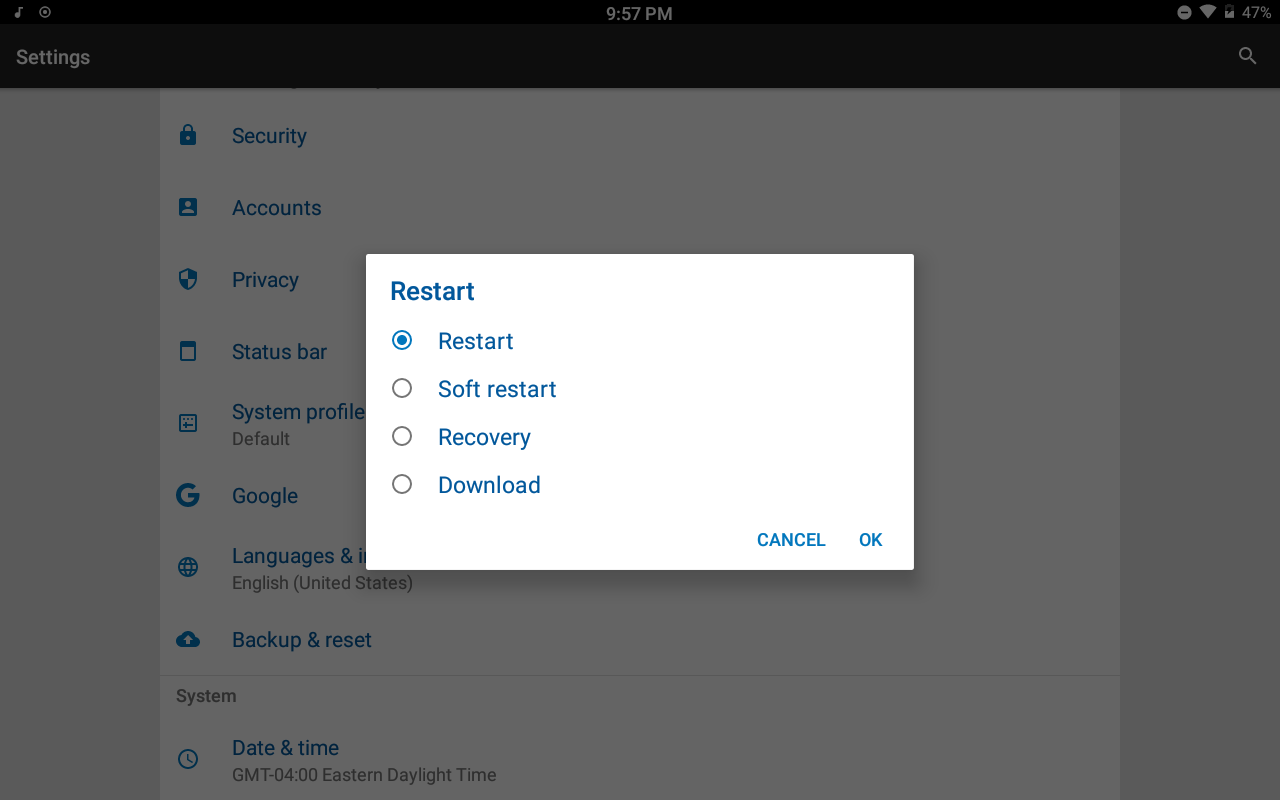 9:57 PM
47%
Settings
Security
Accounts
Privacy
Status bar
System profile
Default
Google
Languages & i
English (United States)
Backup & reset
System
Date & time
GMT-04:00 Eastern Daylight Time
Restart
Restart
Soft restart
Recovery
Download
CANCEL OK